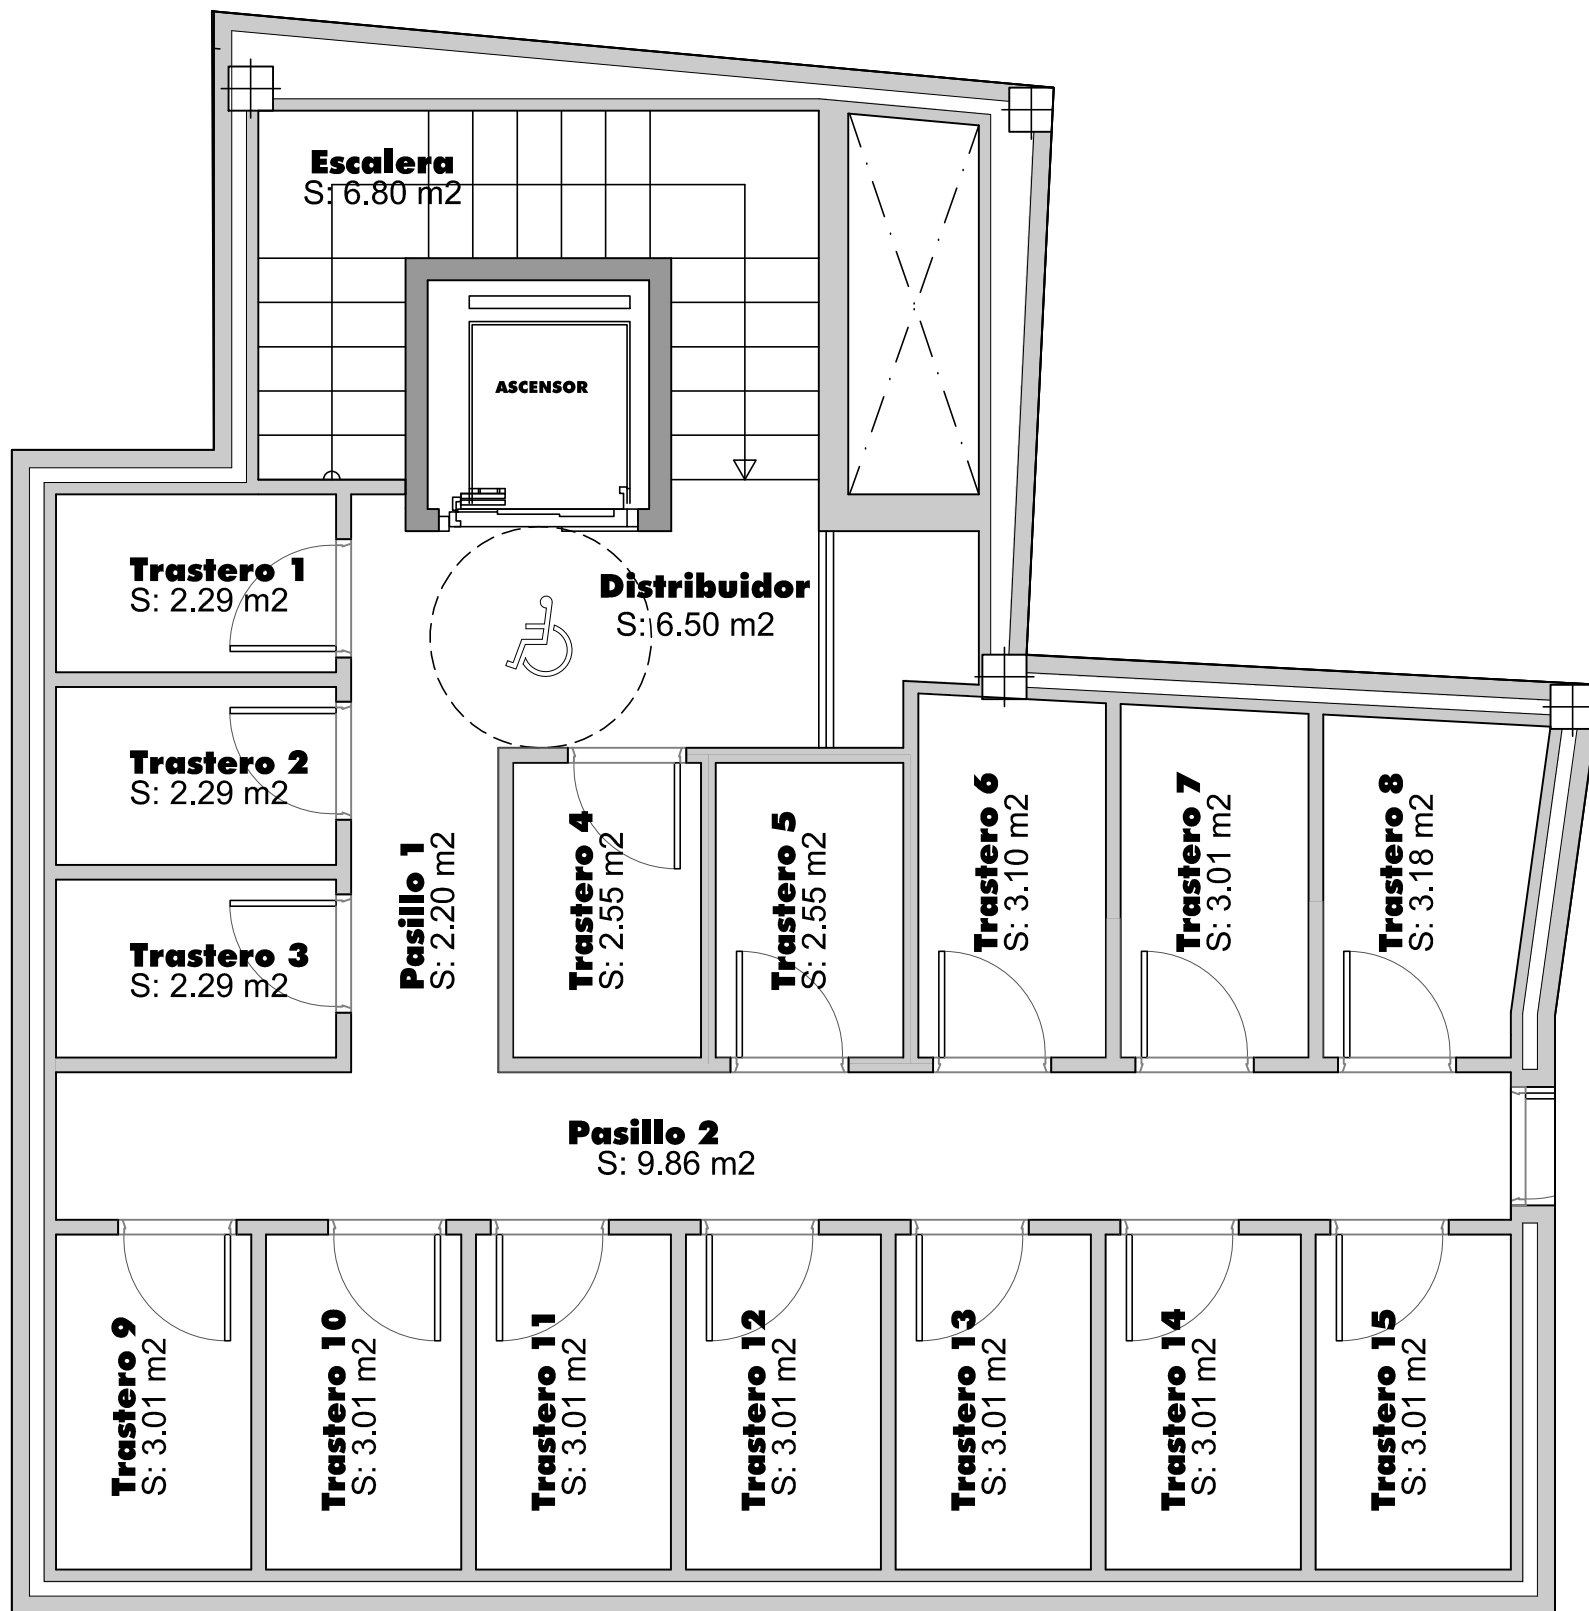 Escalera
S: 6.80 m2
ASCENSOR
Trastero 1
S: 2.29 m2
Distribuidor
S: 6.50 m2
Trastero 2
S: 2.29 m2
Trastero 3
S: 2.29 m2
Pasillo 1
S: 2.20 m2
Trastero 4
S: 2.55 m2
Trastero 5
S: 2.55 m2
Trastero 6
S: 3.10 m2
Trastero 7
S: 3.01 m2
Trastero 8
S: 3.18 m2
Pasillo 2
S: 9.86 m2
Trastero 9
S: 3.01 m2
Trastero 10
S: 3.01 m2
Trastero 11
S: 3.01 m2
Trastero 12
S: 3.01 m2
Trastero 13
S: 3.01 m2
Trastero 14
S: 3.01 m2
Trastero 15
S: 3.01 m2